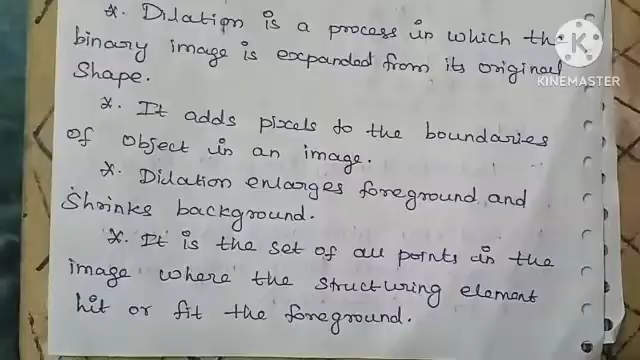 *. Dilation is a process in which the
binary image is expanded from its original
Shape.
*. It adds pixels to the boundaries
of object in an image.
*. Dilation enlarges foreground and
Shrinks background.
*. It is the set of all points in the
image where the structuring element
hit or fit the foreground.
K
KINEMASTER